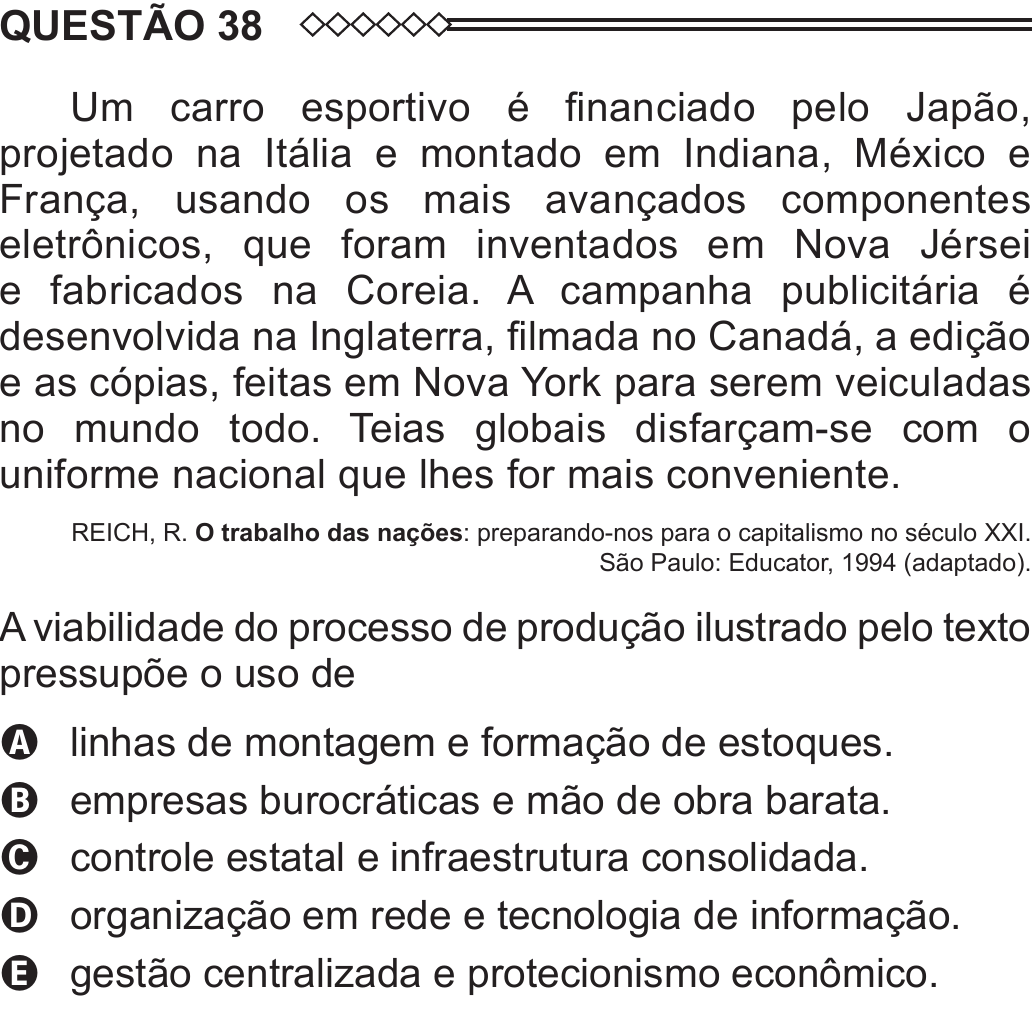 QUESTÃO 38
Um carro esportivo é financiado pelo Japão,
projetado na Itália e montado em Indiana, México e
França, usando os mais avançados componentes
eletrônicos, que foram inventados em Nova Jérsei
e fabricados na Coreia. A campanha publicitária é
desenvolvida na Inglaterra, filmada no Canadá, a edição
e as cópias, feitas em Nova York para serem veiculadas
no mundo todo. Teias globais disfarçam-se com o
uniforme nacional que lhes for mais conveniente.
REICH, R. O trabalho das nações: preparando-nos para o capitalismo no século XXI.
São Paulo: Educator, 1994 (adaptado).
A viabilidade do processo de produção ilustrado pelo texto
pressupõe o uso de
A linhas de montagem e formação de estoques.
B empresas burocráticas e mão de obra barata.
C controle estatal e infraestrutura consolidada.
D organização em rede e tecnologia de informação.
E gestão centralizada e protecionismo econômico.